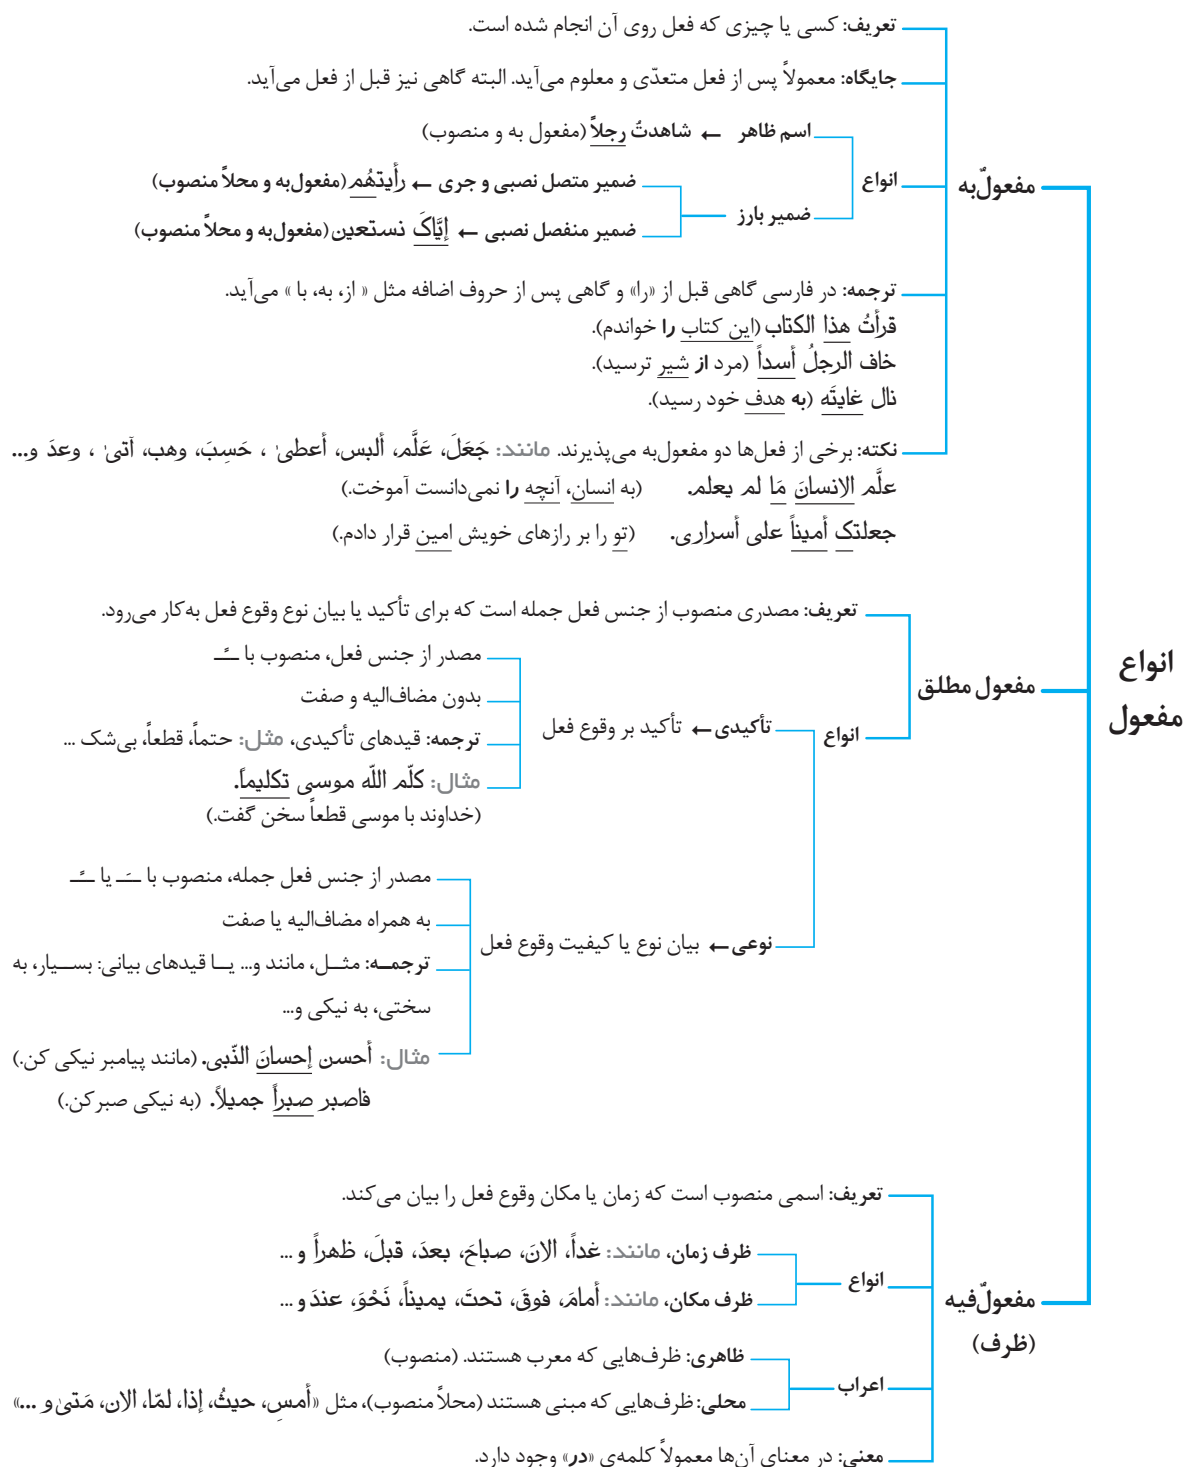 انواع
مفعول
مفعولٌ‌به
تعریف: کسی یا چیزی که فعل روی آن انجام شده است.
جایگاه: معمولاً پس از فعل متعدّی و معلوم می‌آید. البته گاهی نیز قبل از فعل می‌آید.
انواع
اسم ظاهر ← شاهدتُ رجلاً (مفعول به و منصوب)
ضمیر بارز
ضمیر متصل نصبی و جری ← رأیتهُم (مفعول‌به و محلاً منصوب)
ضمیر منفصل نصبی ← إیَّاکَ نستعین (مفعول‌به و محلاً منصوب)
ترجمه: در فارسی گاهی قبل از «را» و گاهی پس از حروف اضافه مثل « از، به، با » می‌آید.
قرأتُ هذا الکتاب (این کتاب را خواندم).
خاف الرجلُ أسداً (مرد از شیر ترسید).
نال غایتَه (به هدف خود رسید).
نکته: برخی از فعل‌ها دو مفعول‌به می‌پذیرند. مانند: جَعَلَ، عَلَّم، ألبس، أعطیٰ ، حَسِبَ، وهب، آتیٰ ، وعدَ و...
علَّم الانسانَ مَا لم یعلم. (به انسان، آنچه را نمی‌دانست آموخت.)
جعلتک أمیناً علی أسراری. (تو را بر رازهای خویش امین قرار دادم.)
مفعول مطلق
تعریف: مصدری منصوب از جنس فعل جمله است که برای تأکید یا بیان نوع وقوع فعل به‌کار می‌رود.
انواع
تأکیدی ← تأکید بر وقوع فعل
مصدر از جنس فعل، منصوب با ـًـ
بدون مضاف‌الیه و صفت
ترجمه: قیدهای تأکیدی، مثل: حتماً، قطعاً، بی‌شک ...
مثال: کلّم اللّه موسی تکلیماً.
(خداوند با موسی قطعاً سخن گفت.)
نوعی ← بیان نوع یا کیفیت وقوع فعل
مصدر از جنس فعل جمله، منصوب با ـَـ یا ـًـ
به همراه مضاف‌الیه یا صفت
ترجمـــه: مثــل، مانند و... یــا قیدهای بیانی: بســیار، به
سختی، به نیکی و...
مثال: أحسن إحسانَ النّبی. (مانند پیامبر نیکی کن.)
فاصبر صبراً جمیلاً. (به نیکی صبر کن.)
مفعولٌ‌فیه
(ظرف)
تعریف: اسمی منصوب است که زمان یا مکان وقوع فعل را بیان می‌کند.
انواع
ظرف زمان، مانند: غداً، الانَ، صباحَ، بعدَ، قبلَ، ظهراً و ...
ظرف مکان، مانند: أمامَ، فوقَ، تحتَ، یمیناً، نَحْوَ، عندَ و ...
اعراب
ظاهری: ظرف‌هایی که معرب هستند. (منصوب)
محلی: ظرف‌هایی که مبنی هستند (محلاً منصوب)، مثل «أمسِ، حیثُ، إذا، لمّا، الان، مَتیٰ و ...»
معنی: در معنای آن‌ها معمولاً کلمه‌ی «در» وجود دارد.